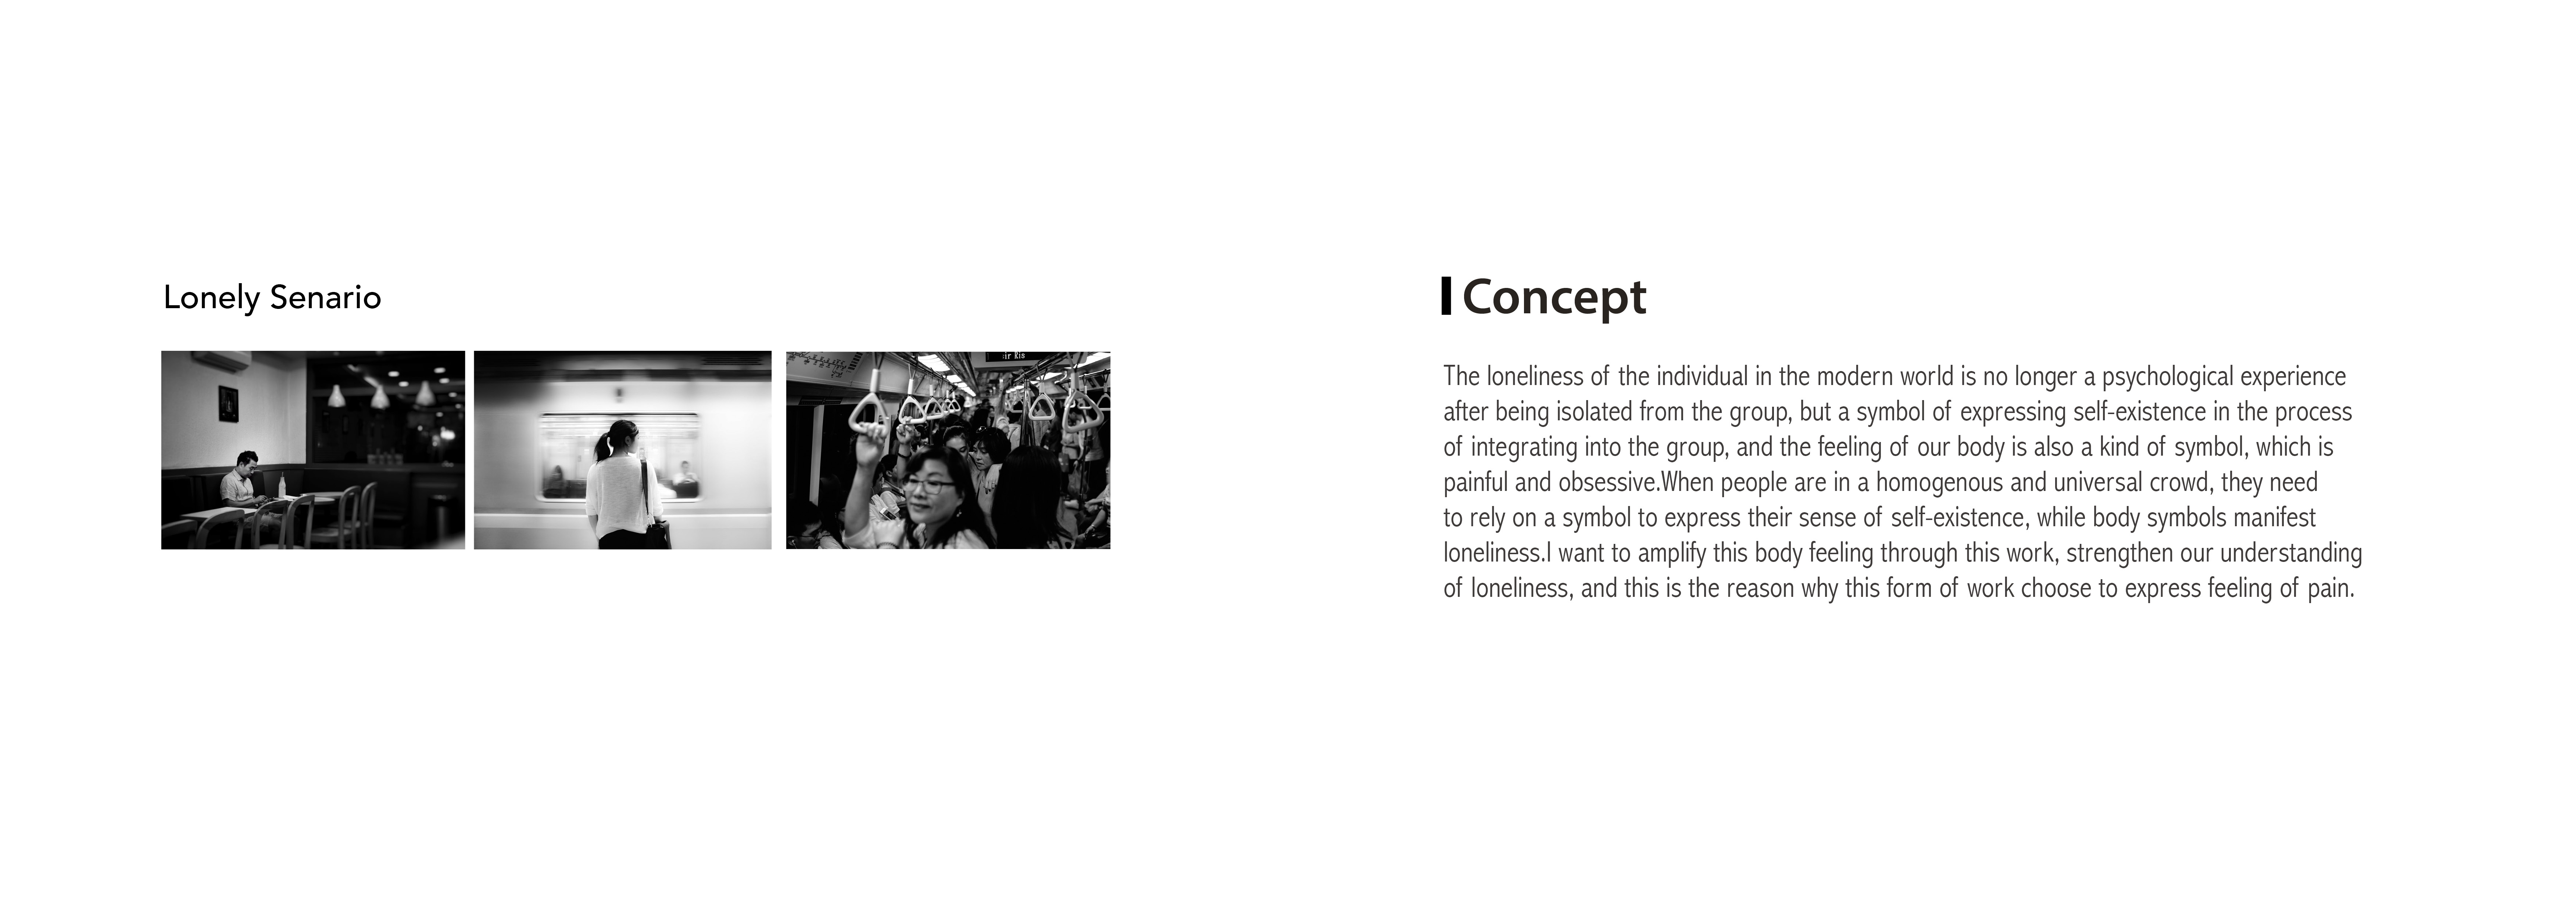 Lonely Senario
ir Ris
Concept
The loneliness of the individual in the modern world is no longer a psychological experience
after being isolated from the group, but a symbol of expressing self-existence in the process
of integrating into the group, and the feeling of our body is also a kind of symbol, which is
painful and obsessive.When people are in a homogenous and universal crowd, they need
to rely on a symbol to express their sense of self-existence, while body symbols manifest
loneliness.I want to amplify this body feeling through this work, strengthen our understanding
of loneliness, and this is the reason why this form of work choose to express feeling of pain.